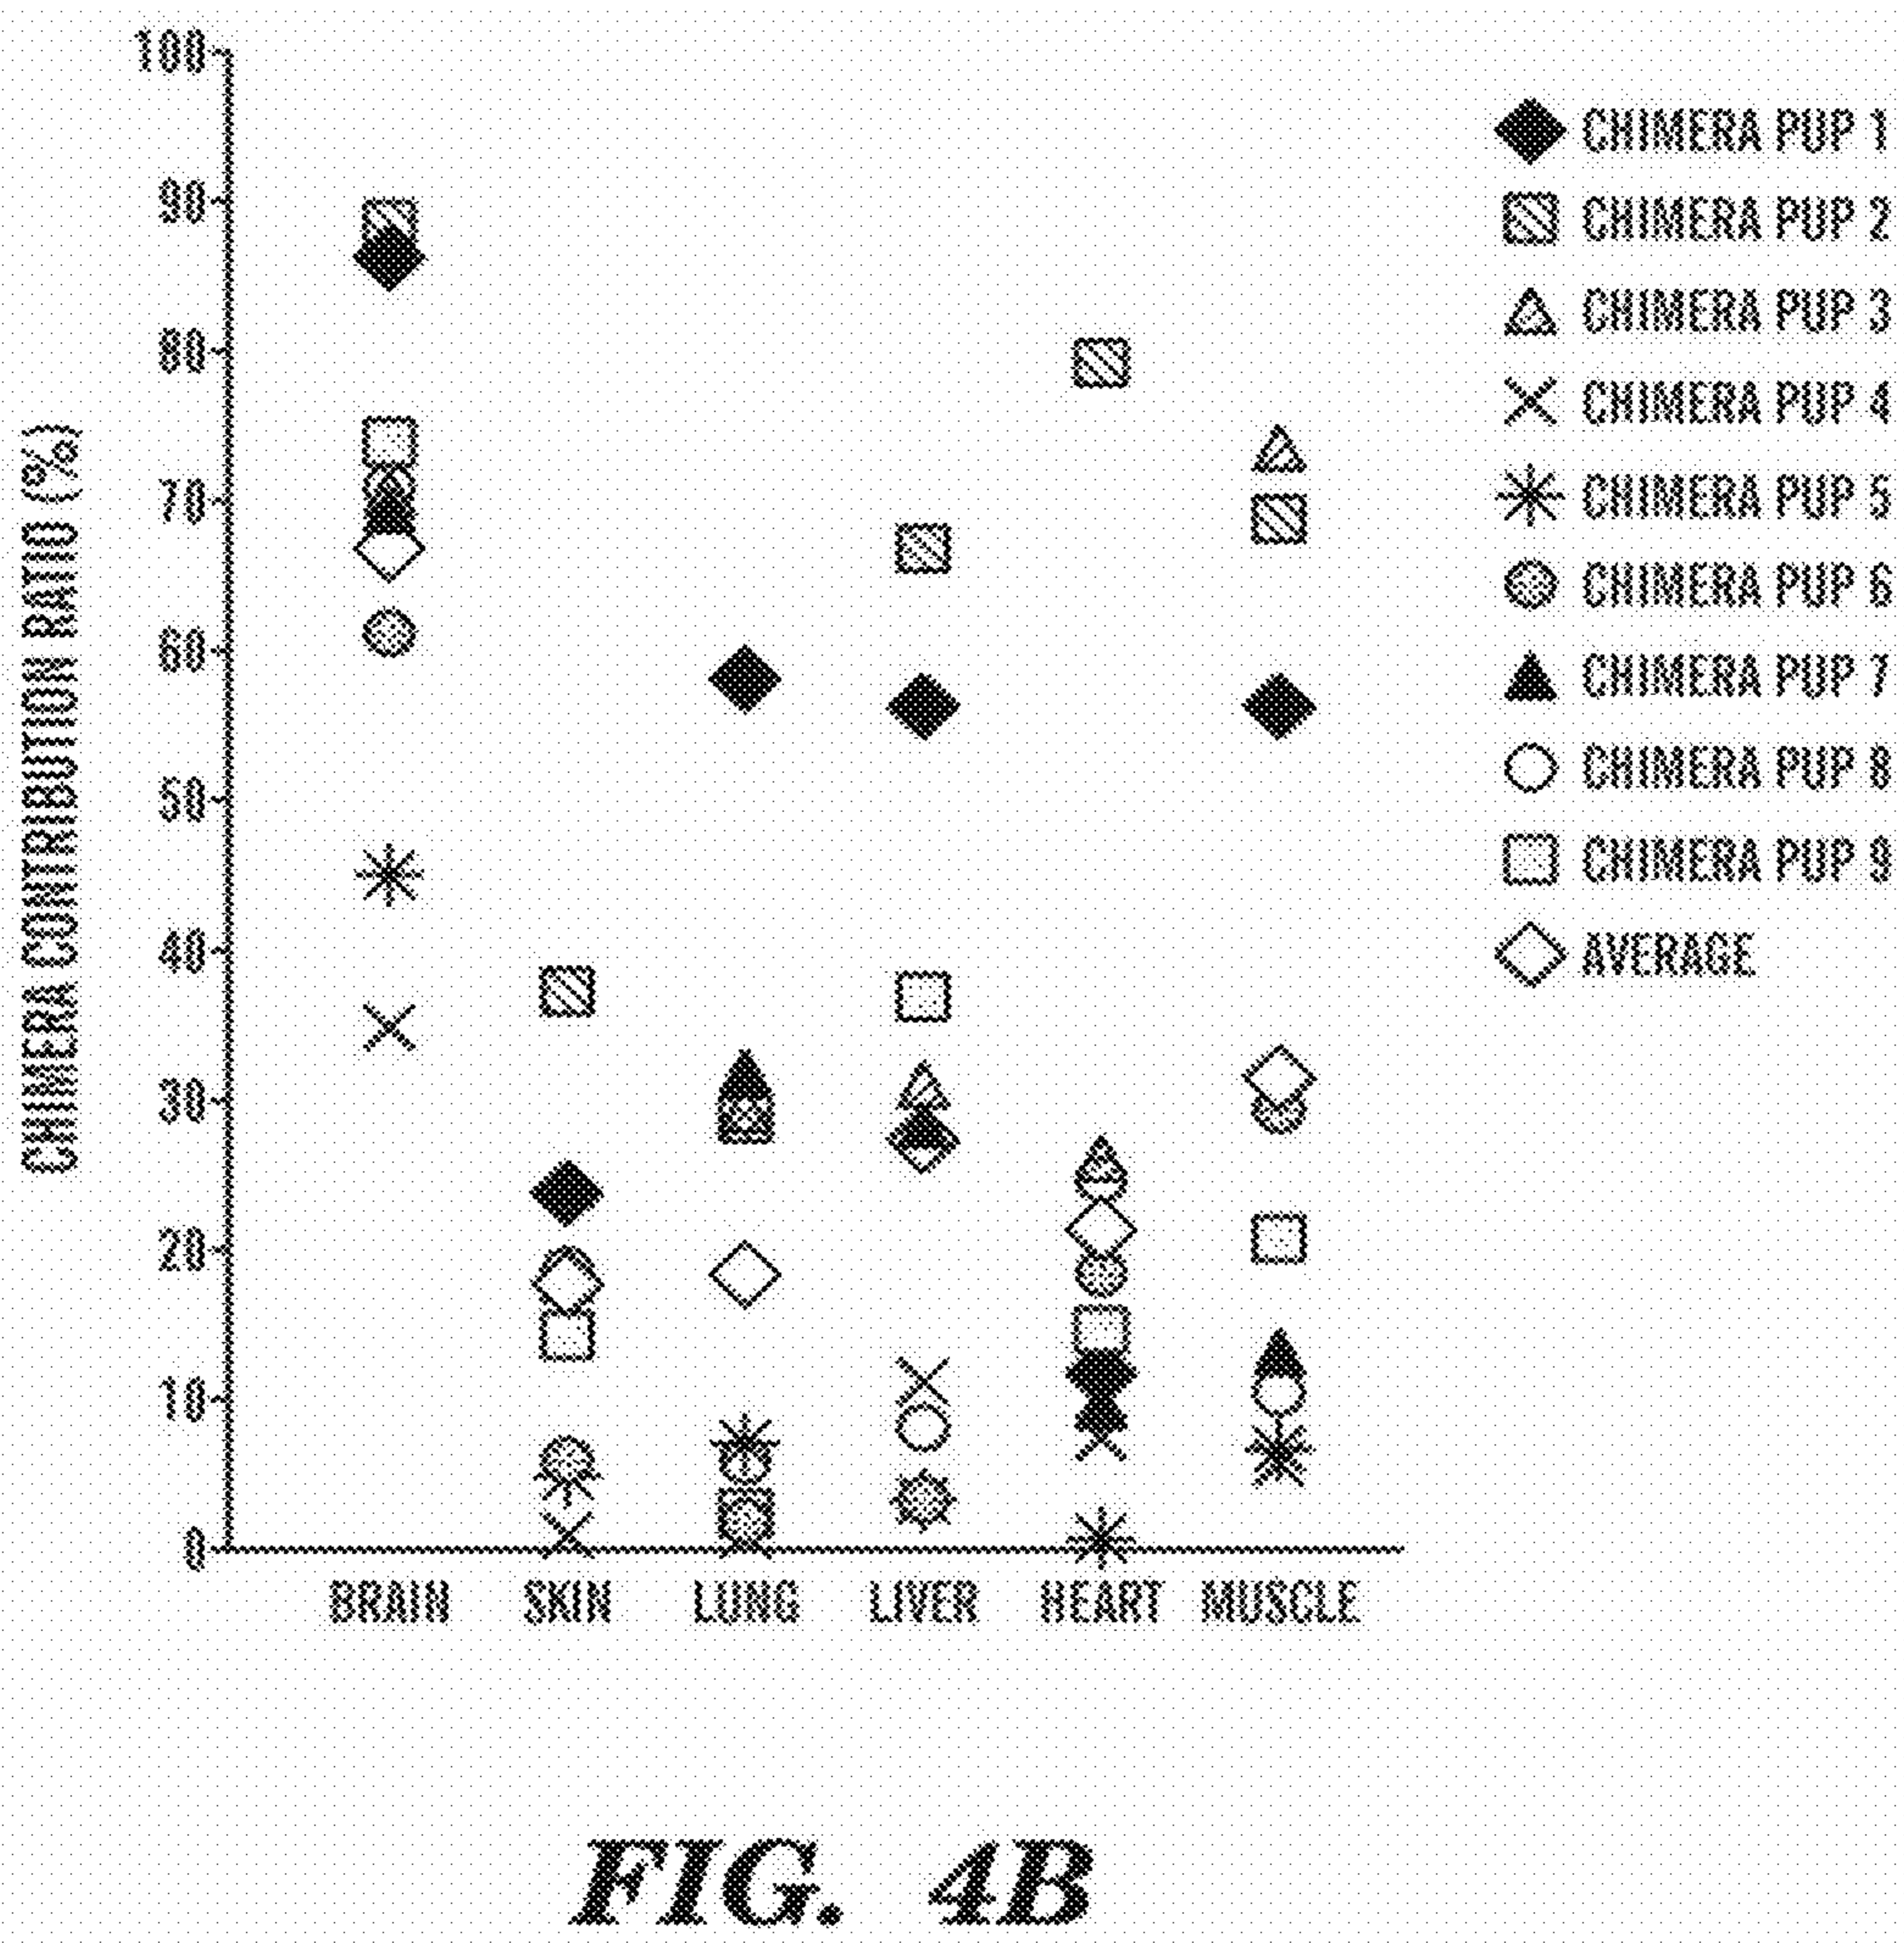 100
90
80
70
60
50
40
30
20
10
0
CHIMERA CONTRIBUTION RATIO (%)
BRAIN SKIN LUNG LIVER HEART MUSCLE
CHIMERA PUP 1
CHIMERA PUP 2
CHIMERA PUP 3
CHIMERA PUP 4
CHIMERA PUP 5
CHIMERA PUP 6
CHIMERA PUP 7
CHIMERA PUP 8
CHIMERA PUP 9
AVERAGE
FIG. 4B